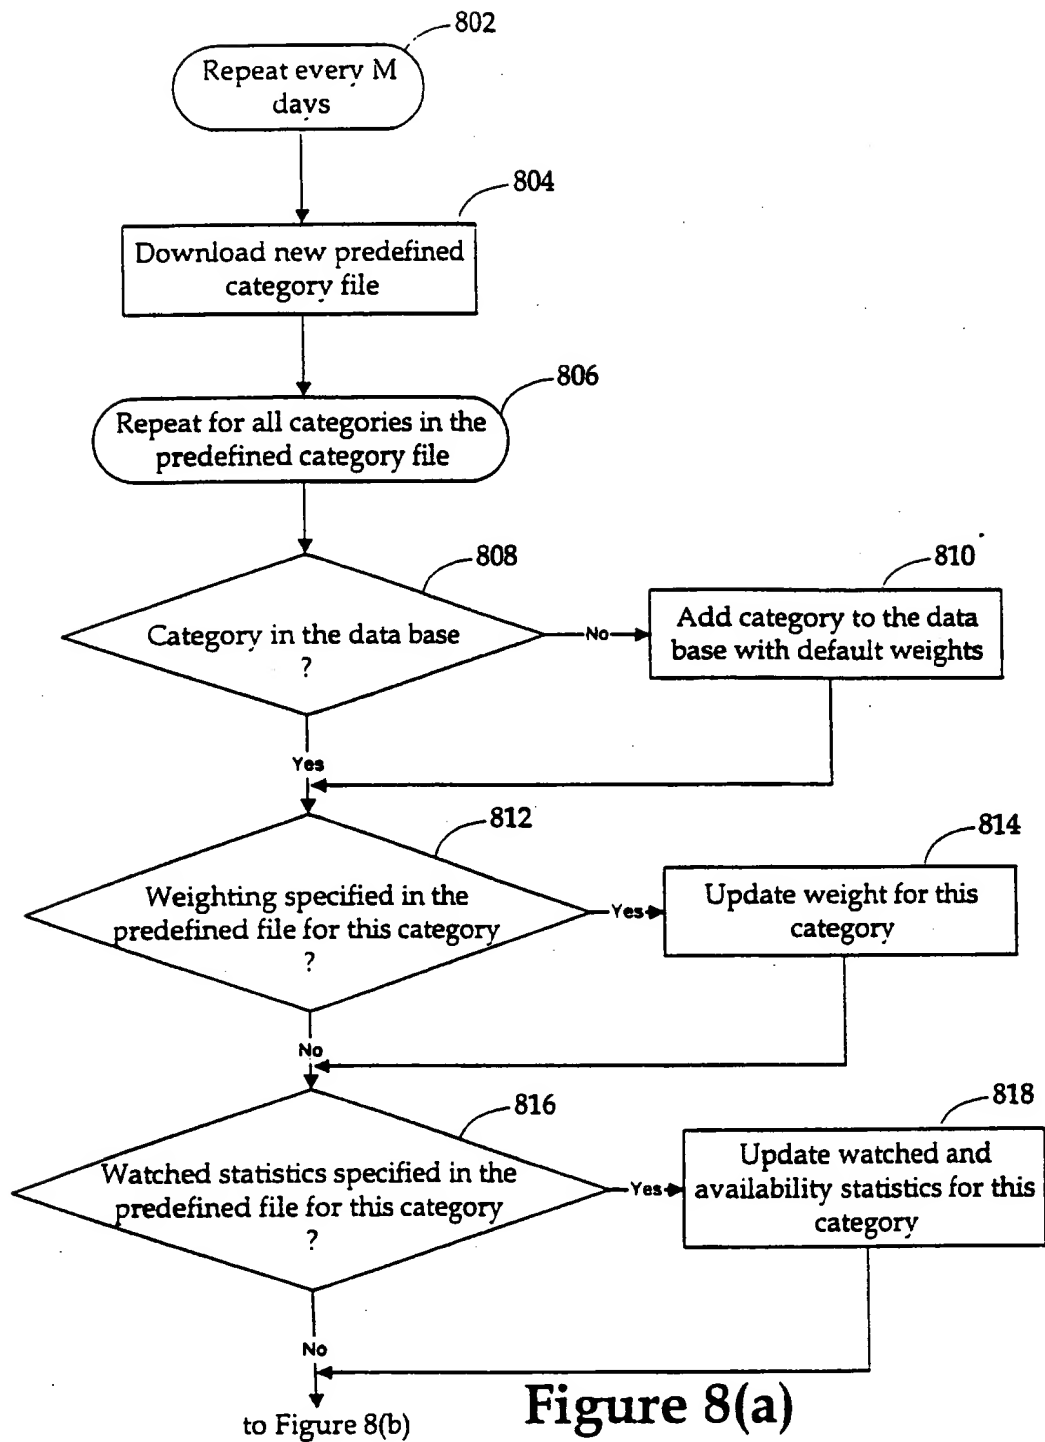 802
Repeat every M
days
804
Download new predefined
category file
806
Repeat for all categories in the
predefined category file
808
Category in the data base
?
No
810
Add category to the data
base with default weights
Yes
812
Weighting specified in the
predefined file for this category
?
Yes
814
Update weight for this
category
No
816
Watched statistics specified in the
predefined file for this category
?
Yes
818
Update watched and
availability statistics for this
category
No
to Figure 8(b)
Figure 8(a)